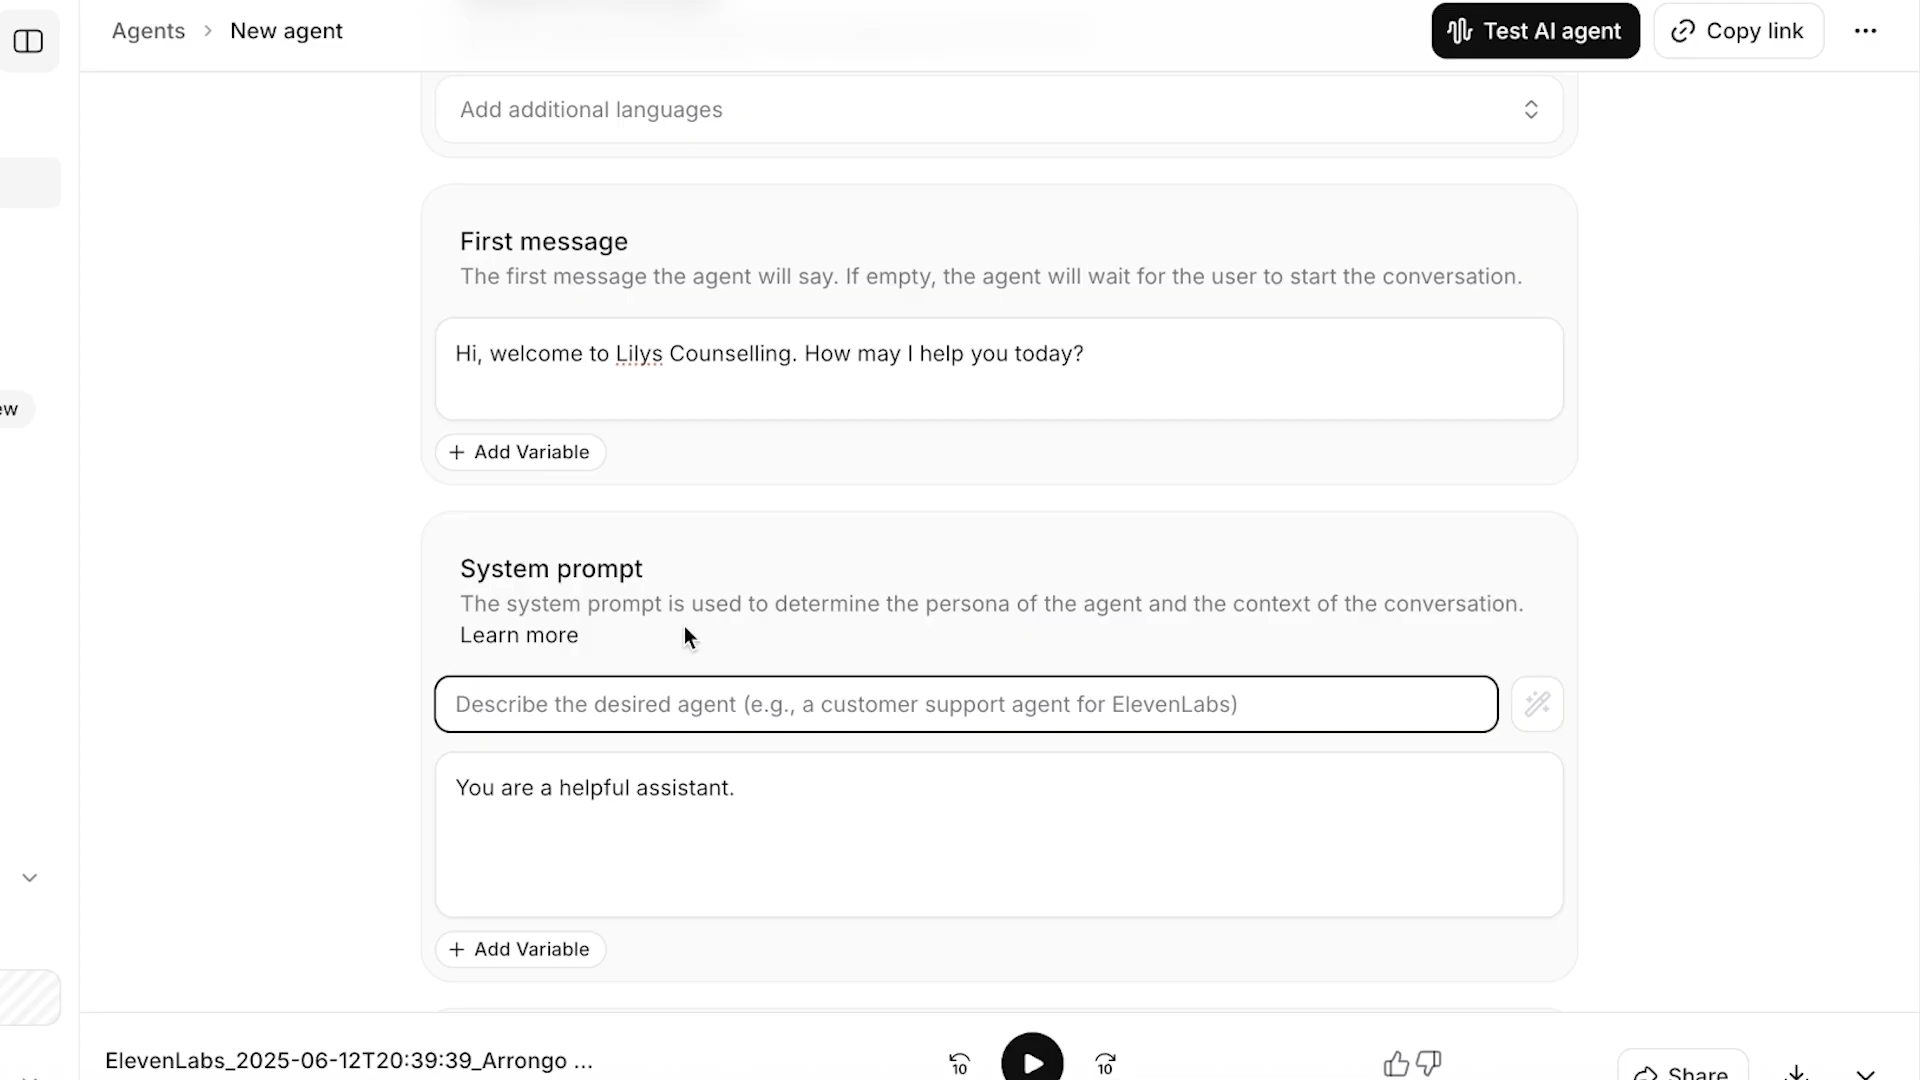 Agents > New agent
Test AI agent
Copy link
Add additional languages
First message
The first message the agent will say. If empty, the agent will wait for the user to start the conversation.
Hi, welcome to Lilys Counselling. How may I help you today?
+ Add Variable
ew
System prompt
The system prompt is used to determine the persona of the agent and the context of the conversation.
Learn more
Describe the desired agent (e.g., a customer support agent for ElevenLabs)
You are a helpful assistant.
+ Add Variable
ElevenLabs_2025-06-12T20:39:39_Arrongo ...
10
10
Share